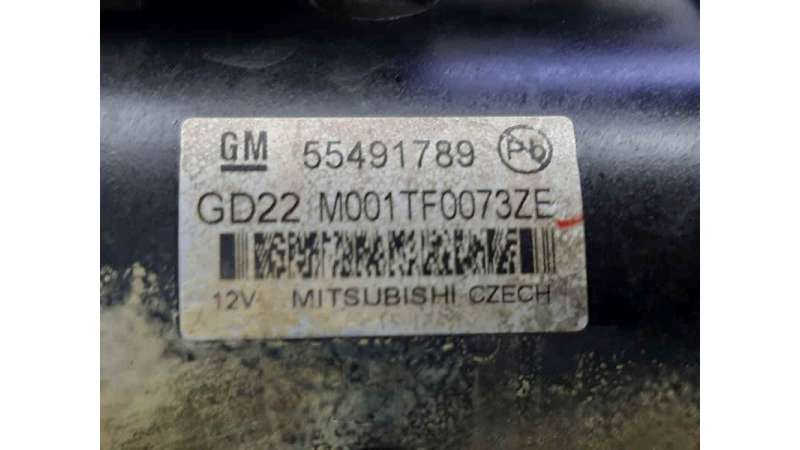 GM 55491789 Pb
GD22 M001TF0073ZE
12V MITSUBISHI CZECH